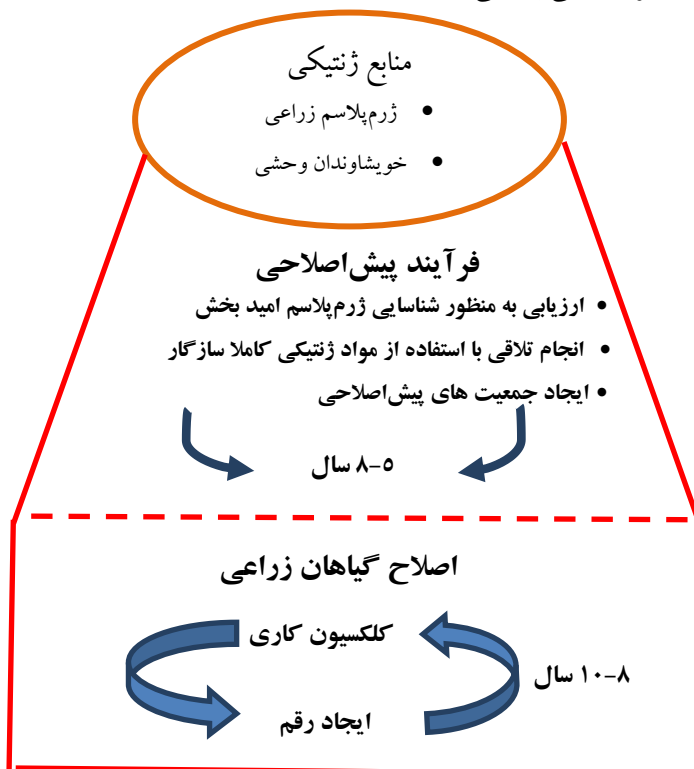 منابع ژنتیکی
• ژرم‌پلاسم زراعی
• خویشاوندان وحشی
فرآیند پیش‌اصلاحی
• ارزیابی به منظور شناسایی ژرم‌پلاسم امید بخش
• انجام تلاقی با استفاده از مواد ژنتیکی کاملا سازگار
• ایجاد جمعیت های پیش‌اصلاحی
۵-۸ سال
اصلاح گیاهان زراعی
کلکسیون کاری
۸-۱۰ سال
ایجاد رقم